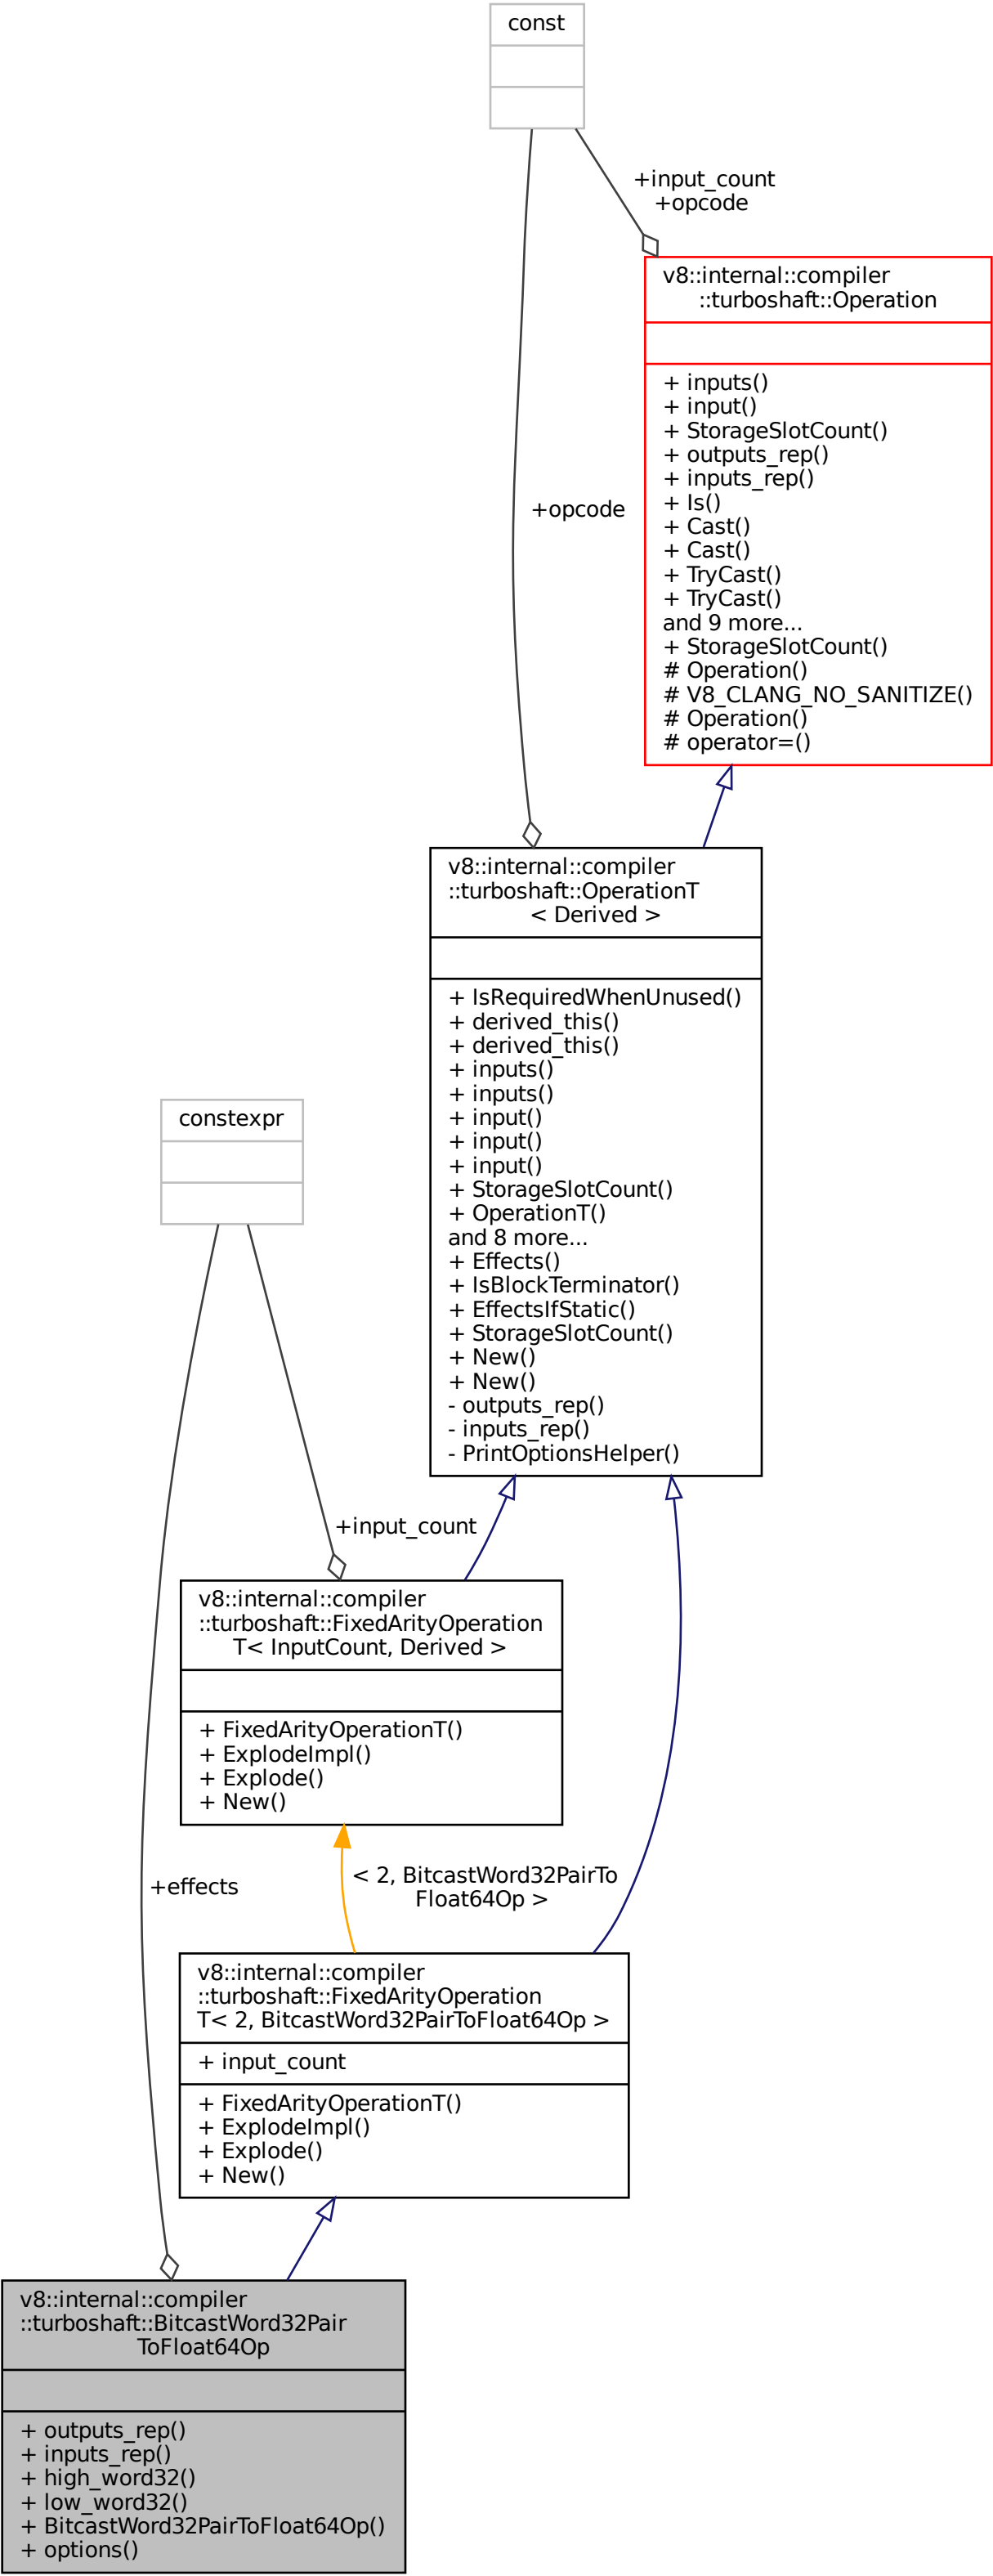 const
+input_count
+opcode
v8::internal::compiler
::turboshaft::Operation
+ inputs()
+ input()
+ StorageSlotCount()
+ outputs_rep()
+ inputs_rep()
+ Is()
+ Cast()
+ Cast()
+ TryCast()
+ TryCast()
and 9 more...
+ StorageSlotCount()
# Operation()
# V8_CLANG_NO_SANITIZE()
# Operation()
# operator=()
+opcode
v8::internal::compiler
::turboshaft::OperationT
< Derived >
+ IsRequiredWhenUnused()
+ derived_this()
+ derived_this()
+ inputs()
+ inputs()
+ input()
+ input()
+ input()
+ StorageSlotCount()
+ OperationT()
and 8 more...
+ Effects()
+ IsBlockTerminator()
+ EffectsIfStatic()
+ StorageSlotCount()
+ New()
+ New()
- outputs_rep()
- inputs_rep()
- PrintOptionsHelper()
constexpr
+input_count
v8::internal::compiler
::turboshaft::FixedArityOperation
T< InputCount, Derived >
+ FixedArityOperationT()
+ ExplodeImpl()
+ Explode()
+ New()
+effects
< 2, BitcastWord32PairTo
Float64Op >
v8::internal::compiler
::turboshaft::FixedArityOperation
T< 2, BitcastWord32PairToFloat64Op >
+ input_count
+ FixedArityOperationT()
+ ExplodeImpl()
+ Explode()
+ New()
v8::internal::compiler
::turboshaft::BitcastWord32Pair
ToFloat64Op
+ outputs_rep()
+ inputs_rep()
+ high_word32()
+ low_word32()
+ BitcastWord32PairToFloat64Op()
+ options()